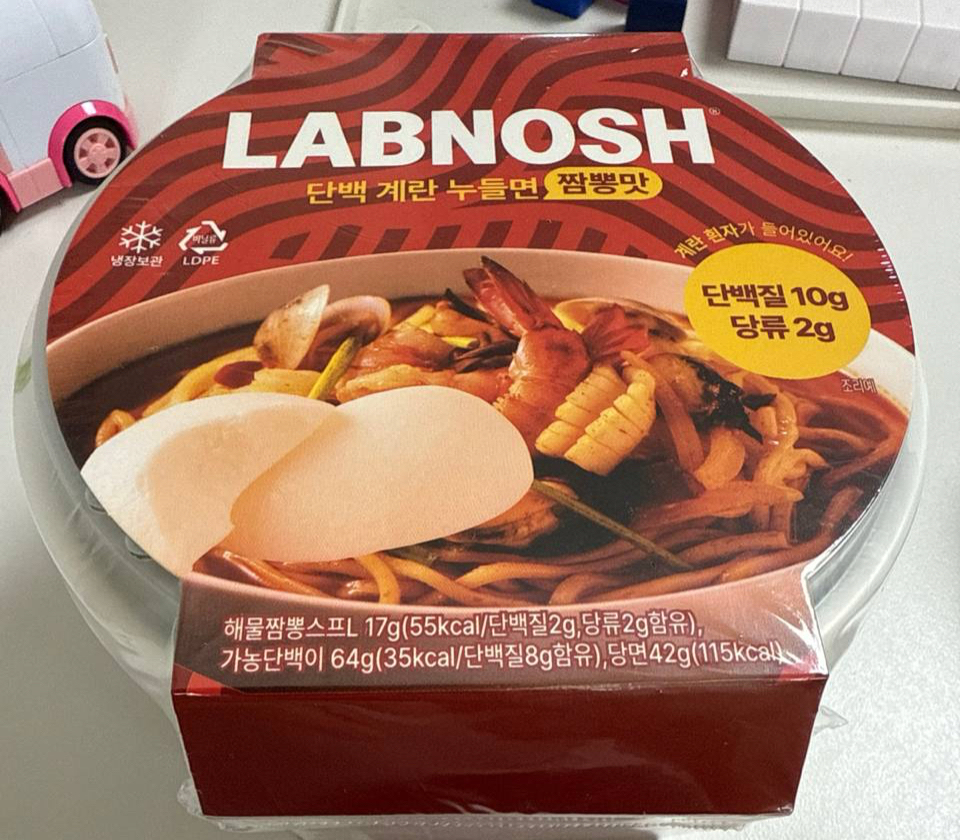 LABNOSH®
단백 계란 누들면 짬뽕맛
냉장보관
비닐류
LDPE
계란 흰자가 들어있어요!
단백질 10g
당류 2g
조리예
해물짬뽕스프L 17g(55kcal/단백질2g,당류2g함유),
가농단백이 64g(35kcal/단백질8g함유),당면42g(115kcal)